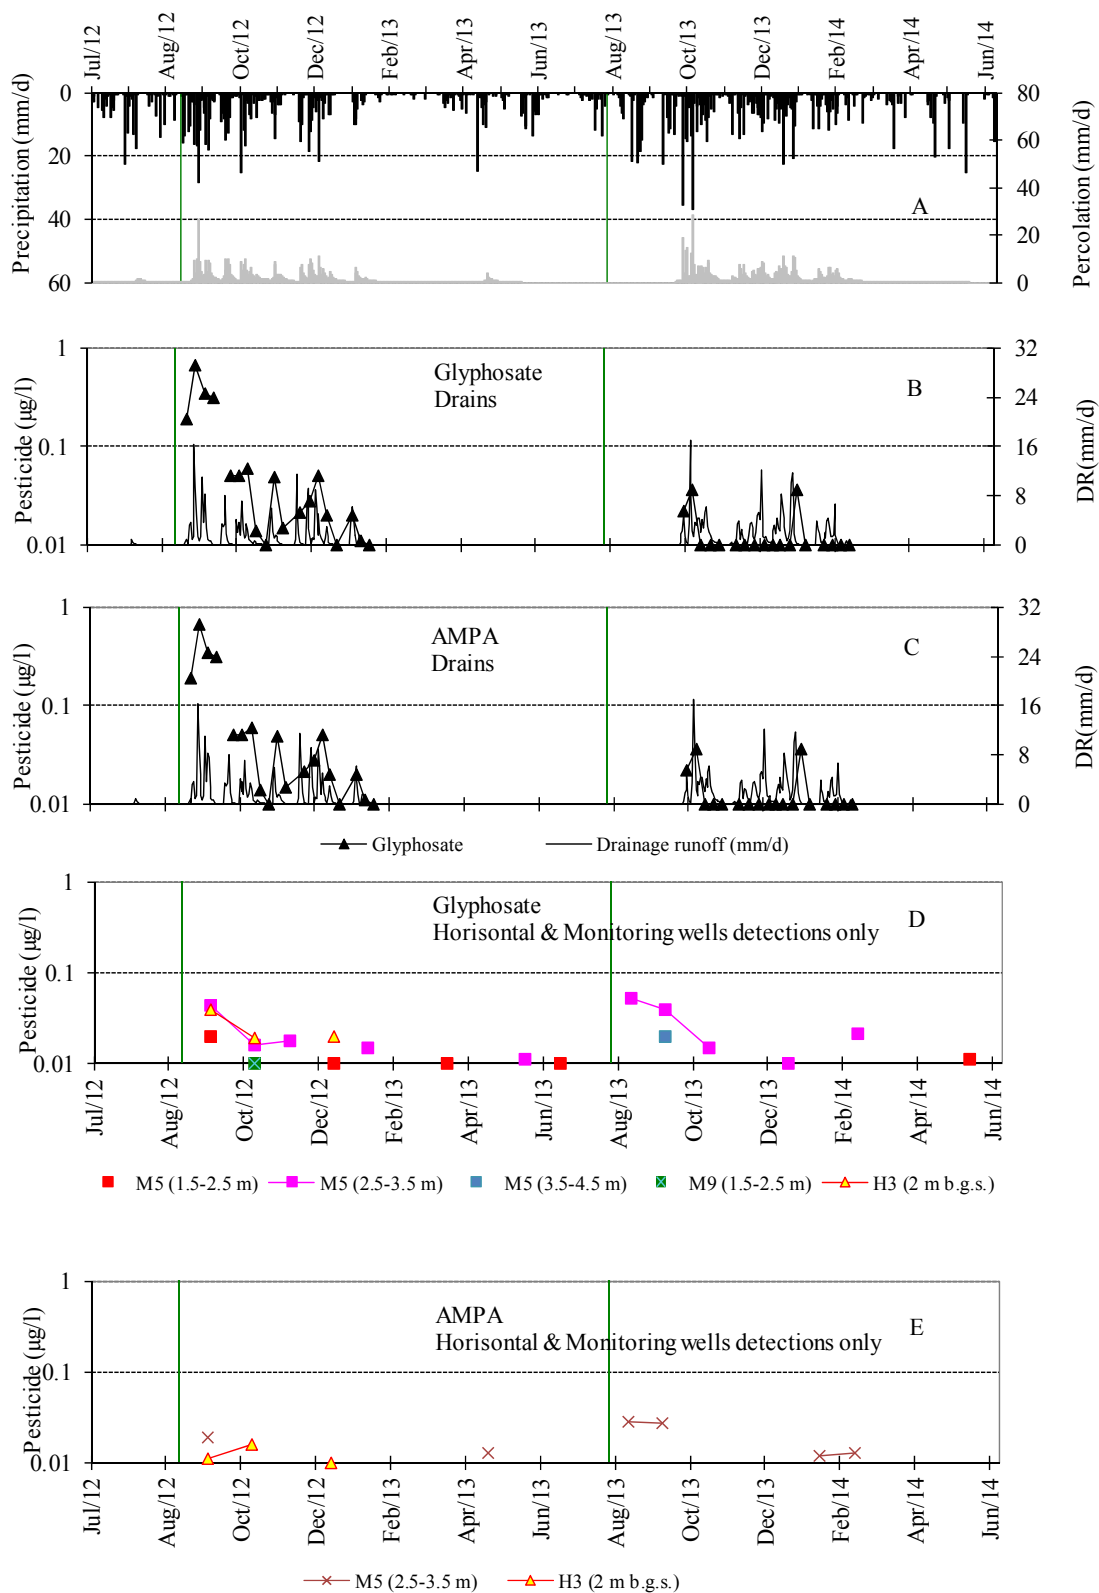 Jul/12 Aug/12 Oct/12 Dec/12 Feb/13 Apr/13 Jun/13 Aug/13 Oct/13 Dec/13 Feb/14 Apr/14 Jun/14
Precipitation (mm/d)
0
20
40
60
A
80
60
40
20
0
Percolation (mm/d)
Pesticide (µg/l)
1
0.1
0.01
Glyphosate
Drains
B
32
24
16
8
0
DR(mm/d)
Pesticide (µg/l)
1
0.1
0.01
AMPA
Drains
C
32
24
16
8
0
DR(mm/d)
Glyphosate Drainage runoff (mm/d)
Pesticide (µg/l)
1
0.1
0.01
Glyphosate
Horisontal & Monitoring wells detections only
D
Jul/12 Aug/12 Oct/12 Dec/12 Feb/13 Apr/13 Jun/13 Aug/13 Oct/13 Dec/13 Feb/14 Apr/14 Jun/14
M5 (1.5-2.5 m) M5 (2.5-3.5 m) M5 (3.5-4.5 m) M9 (1.5-2.5 m) H3 (2 m b.g.s.)
Pesticide (µg/l)
1
0.1
0.01
AMPA
Horisontal & Monitoring wells detections only
E
Jul/12 Aug/12 Oct/12 Dec/12 Feb/13 Apr/13 Jun/13 Aug/13 Oct/13 Dec/13 Feb/14 Apr/14 Jun/14
M5 (2.5-3.5 m) H3 (2 m b.g.s.)